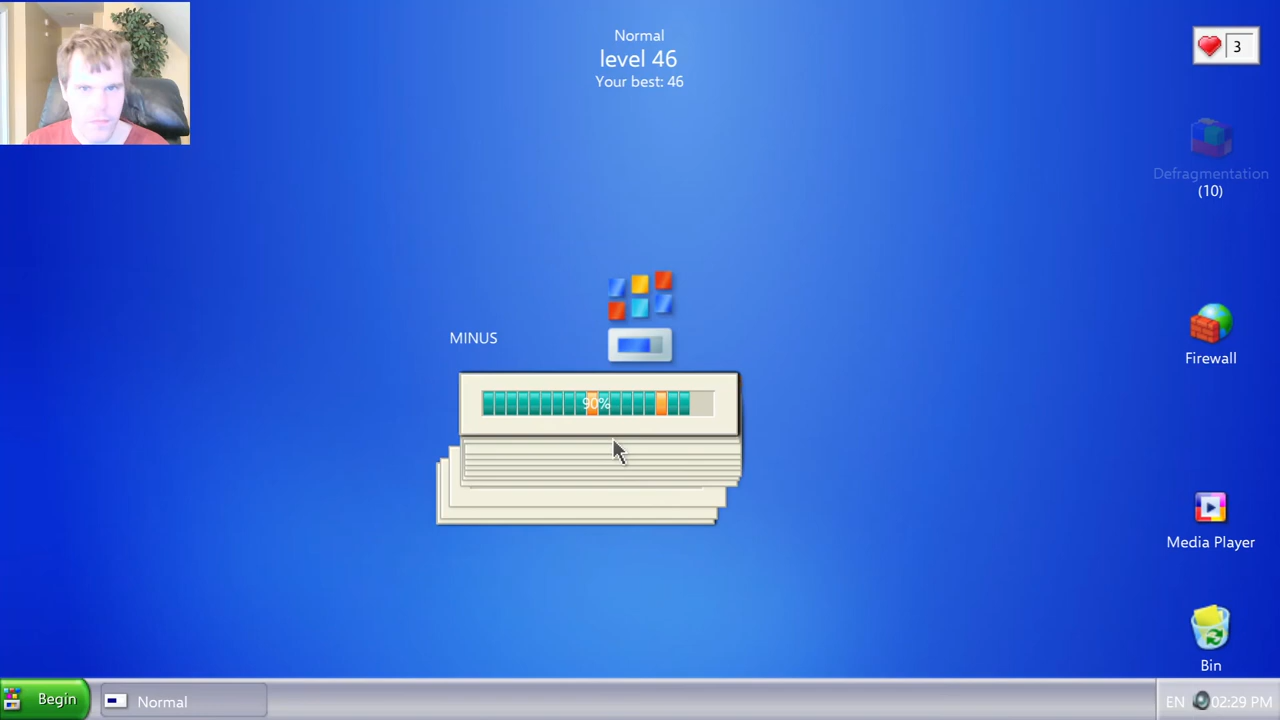 Normal
level 46
Your best: 46
3
Defragmentation
(10)
MINUS
Firewall
90%
Media Player
Bin
Begin
Normal
EN
02:29 PM